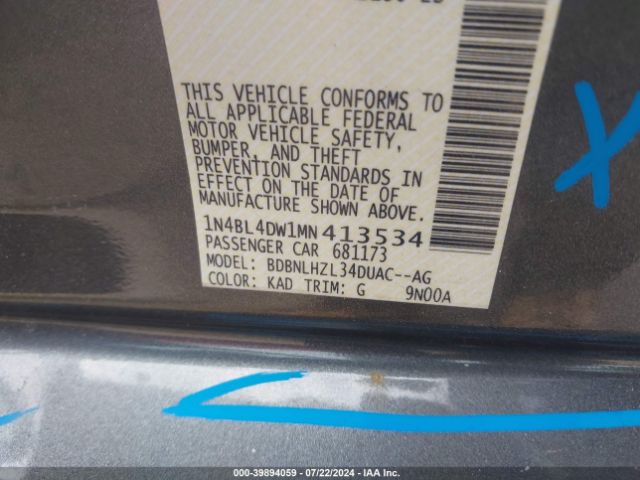 THIS VEHICLE CONFORMS TO
ALL APPLICABLE FEDERAL
MOTOR VEHICLE SAFETY,
BUMPER, AND THEFT
PREVENTION STANDARDS IN
EFFECT ON THE DATE OF
MANUFACTURE SHOWN ABOVE.
1N4BL4DW1MN413534
PASSENGER CAR 681173
MODEL: BDBNLHZL34DUAC--AG
COLOR: KAD TRIM: G 9N00A
X
000-39894059 | 07/22/2024 | IAA Inc.